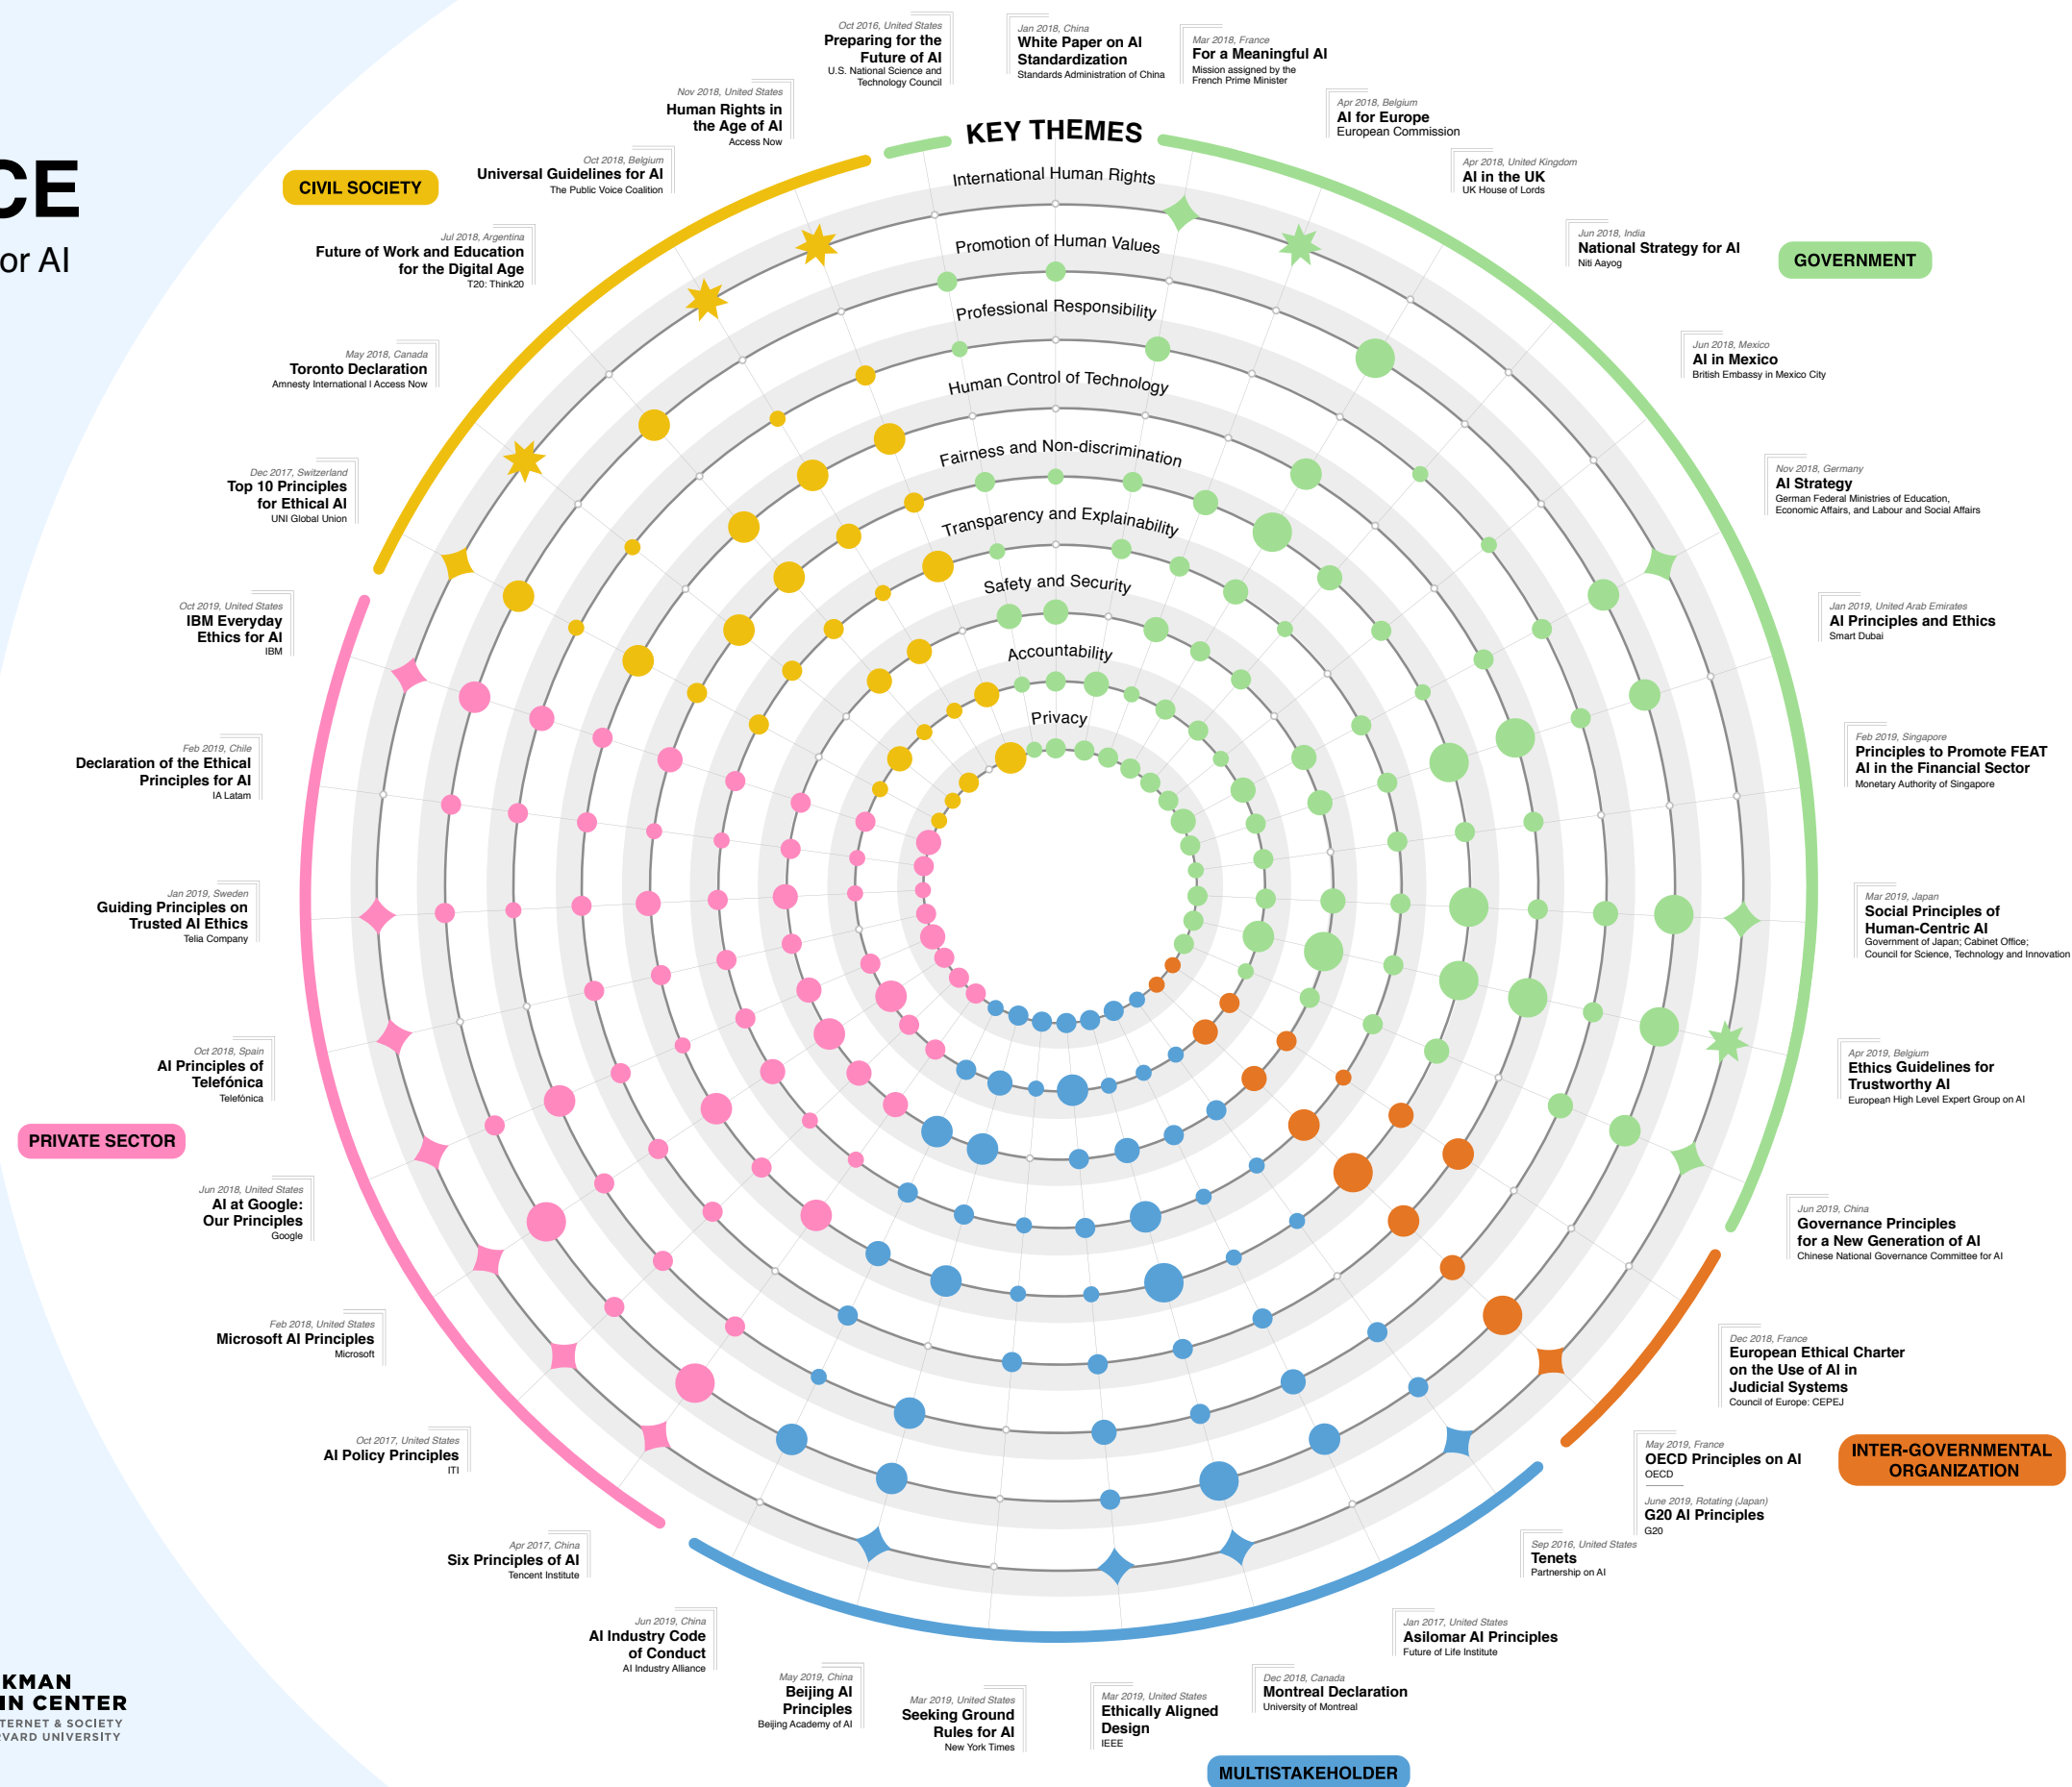 CE
or AI
KEY THEMES
International Human Rights
Promotion of Human Values
Professional Responsibility
Human Control of Technology
Fairness and Non-discrimination
Transparency and Explainability
Safety and Security
Accountability
Privacy
Oct 2016, United States
Preparing for the
Future of AI
U.S. National Science and
Technology Council
Jan 2018, China
White Paper on AI
Standardization
Standards Administration of China
Mar 2018, France
For a Meaningful AI
Mission assigned by the
French Prime Minister
Apr 2018, Belgium
AI for Europe
European Commission
Apr 2018, United Kingdom
AI in the UK
UK House of Lords
Jun 2018, India
National Strategy for AI
Niti Aayog
GOVERNMENT
Jun 2018, Mexico
AI in Mexico
British Embassy in Mexico City
Nov 2018, Germany
AI Strategy
German Federal Ministries of Education,
Economic Affairs, and Labour and Social Affairs
Jan 2019, United Arab Emirates
AI Principles and Ethics
Smart Dubai
Feb 2019, Singapore
Principles to Promote FEAT
AI in the Financial Sector
Monetary Authority of Singapore
Mar 2019, Japan
Social Principles of
Human-Centric AI
Government of Japan; Cabinet Office;
Council for Science, Technology and Innovation
Apr 2019, Belgium
Ethics Guidelines for
Trustworthy AI
European High Level Expert Group on AI
Jun 2019, China
Governance Principles
for a New Generation of AI
Chinese National Governance Committee for AI
Dec 2018, France
European Ethical Charter
on the Use of AI in
Judicial Systems
Council of Europe: CEPEJ
INTER-GOVERNMENTAL
ORGANIZATION
May 2019, France
OECD Principles on AI
OECD
June 2019, Rotating (Japan)
G20 AI Principles
G20
Sep 2016, United States
Tenets
Partnership on AI
Jan 2017, United States
Asilomar AI Principles
Future of Life Institute
Dec 2018, Canada
Montreal Declaration
University of Montreal
MULTISTAKEHOLDER
Mar 2019, United States
Ethically Aligned
Design
IEEE
Mar 2019, United States
Seeking Ground
Rules for AI
New York Times
May 2019, China
Beijing AI
Principles
Beijing Academy of AI
Jun 2019, China
AI Industry Code
of Conduct
AI Industry Alliance
Apr 2017, China
Six Principles of AI
Tencent Institute
Oct 2017, United States
AI Policy Principles
ITI
Feb 2018, United States
Microsoft AI Principles
Microsoft
Jun 2018, United States
AI at Google:
Our Principles
Google
PRIVATE SECTOR
Oct 2018, Spain
AI Principles of
Telefónica
Telefónica
Jan 2019, Sweden
Guiding Principles on
Trusted AI Ethics
Telia Company
Feb 2019, Chile
Declaration of the Ethical
Principles for AI
IA Latam
Oct 2019, United States
IBM Everyday
Ethics for AI
IBM
Dec 2017, Switzerland
Top 10 Principles
for Ethical AI
UNI Global Union
May 2018, Canada
Toronto Declaration
Amnesty International | Access Now
Jul 2018, Argentina
Future of Work and Education
for the Digital Age
T20: Think20
CIVIL SOCIETY
Oct 2018, Belgium
Universal Guidelines for AI
The Public Voice Coalition
Nov 2018, United States
Human Rights in
the Age of AI
Access Now
KMAN
IN CENTER
TERNET & SOCIETY
VARD UNIVERSITY